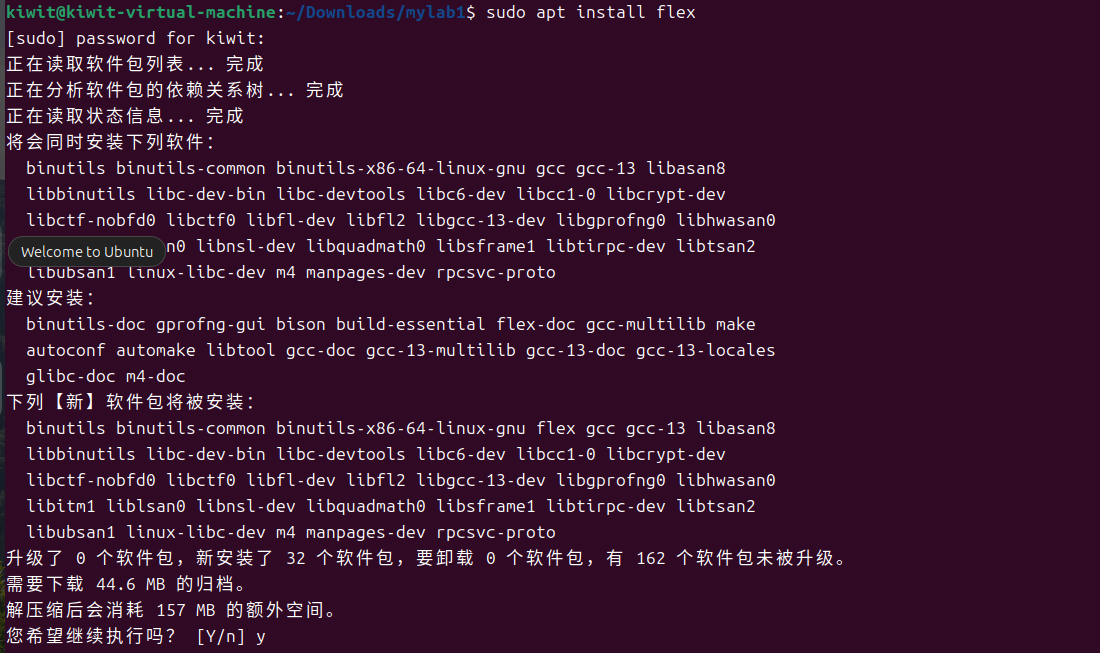 kiwit@kiwit-virtual-machine:~/Downloads/mylab1$ sudo apt install flex
[sudo] password for kiwit:
正在读取软件包列表... 完成
正在分析软件包的依赖关系树... 完成
正在读取状态信息... 完成
将会同时安装下列软件：
binutils binutils-common binutils-x86-64-linux-gnu gcc gcc-13 libasan8
libbinutils libc-dev-bin libc-devtools libc6-dev libcc1-0 libcrypt-dev
libctf-nobfd0 libctf0 libfl-dev libfl2 libgcc-13-dev libgprofng0 libhwasan0
Welcome to Ubuntu
n0 libnsl-dev libquadmath0 libsframe1 libtirpc-dev libtsan2
libubsan1 linux-libc-dev m4 manpages-dev rpcsvc-proto
建议安装：
binutils-doc gprofng-gui bison build-essential flex-doc gcc-multilib make
autoconf automake libtool gcc-doc gcc-13-multilib gcc-13-doc gcc-13-locales
glibc-doc m4-doc
下列【新】软件包将被安装：
binutils binutils-common binutils-x86-64-linux-gnu flex gcc gcc-13 libasan8
libbinutils libc-dev-bin libc-devtools libc6-dev libcc1-0 libcrypt-dev
libctf-nobfd0 libctf0 libfl-dev libfl2 libgcc-13-dev libgprofng0 libhwasan0
libitm1 liblsan0 libnsl-dev libquadmath0 libsframe1 libtirpc-dev libtsan2
libubsan1 linux-libc-dev m4 manpages-dev rpcsvc-proto
升级了 0 个软件包，新安装了 32 个软件包，要卸载 0 个软件包，有 162 个软件包未被升级。
需要下载 44.6 MB 的归档。
解压缩后会消耗 157 MB 的额外空间。
您希望继续执行吗？ [Y/n] y